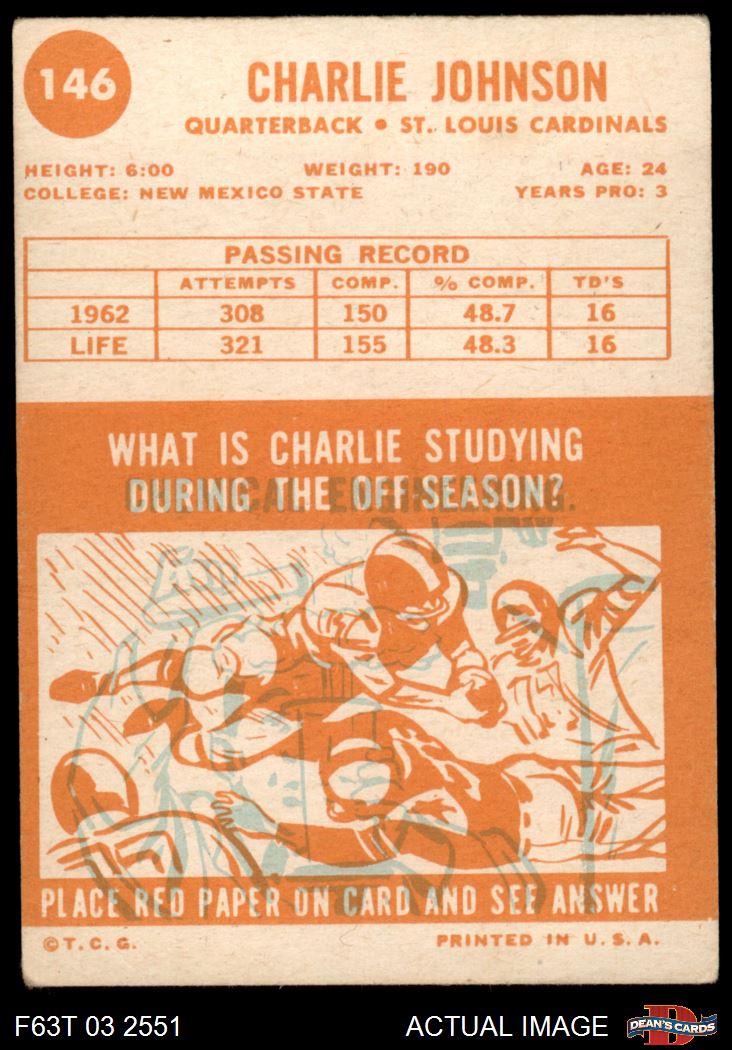 146
CHARLIE JOHNSON
QUARTERBACK • ST. LOUIS CARDINALS
HEIGHT: 6:00 WEIGHT: 190 AGE: 24
COLLEGE: NEW MEXICO STATE YEARS PRO: 3
PASSING RECORD
ATTEMPTS COMP. % COMP. TD'S
1962 308 150 48.7 16
LIFE 321 155 48.3 16
WHAT IS CHARLIE STUDYING
DURING THE OFF-SEASON?
CHEMICAL ENGINEERING.
PLACE RED PAPER ON CARD AND SEE ANSWER
© T.C.G. PRINTED IN U.S.A.
F63T 03 2551 ACTUAL IMAGE DEAN'S CARDS